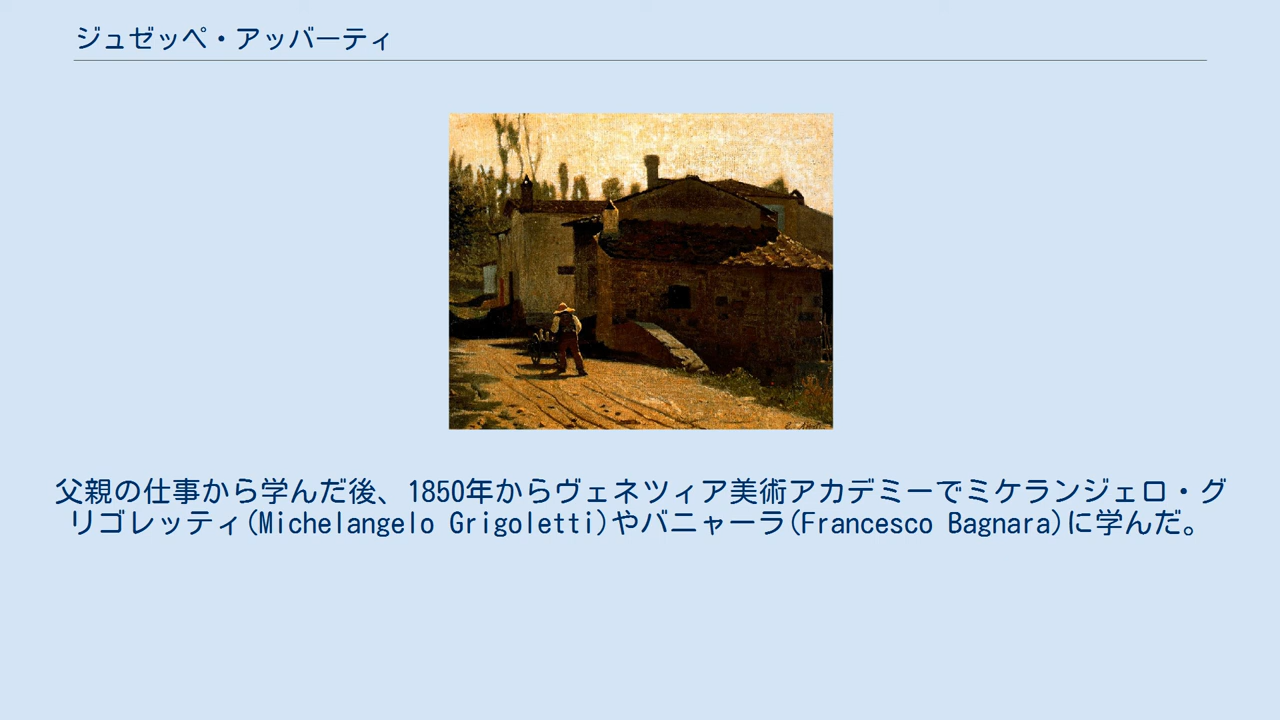 ジュゼッペ・アッバーティ
父親の仕事から学んだ後、1850年からヴェネツィア美術アカデミーでミケランジェロ・グ
リゴレッティ(Michelangelo Grigoletti)やバニャーラ(Francesco Bagnara)に学んだ。